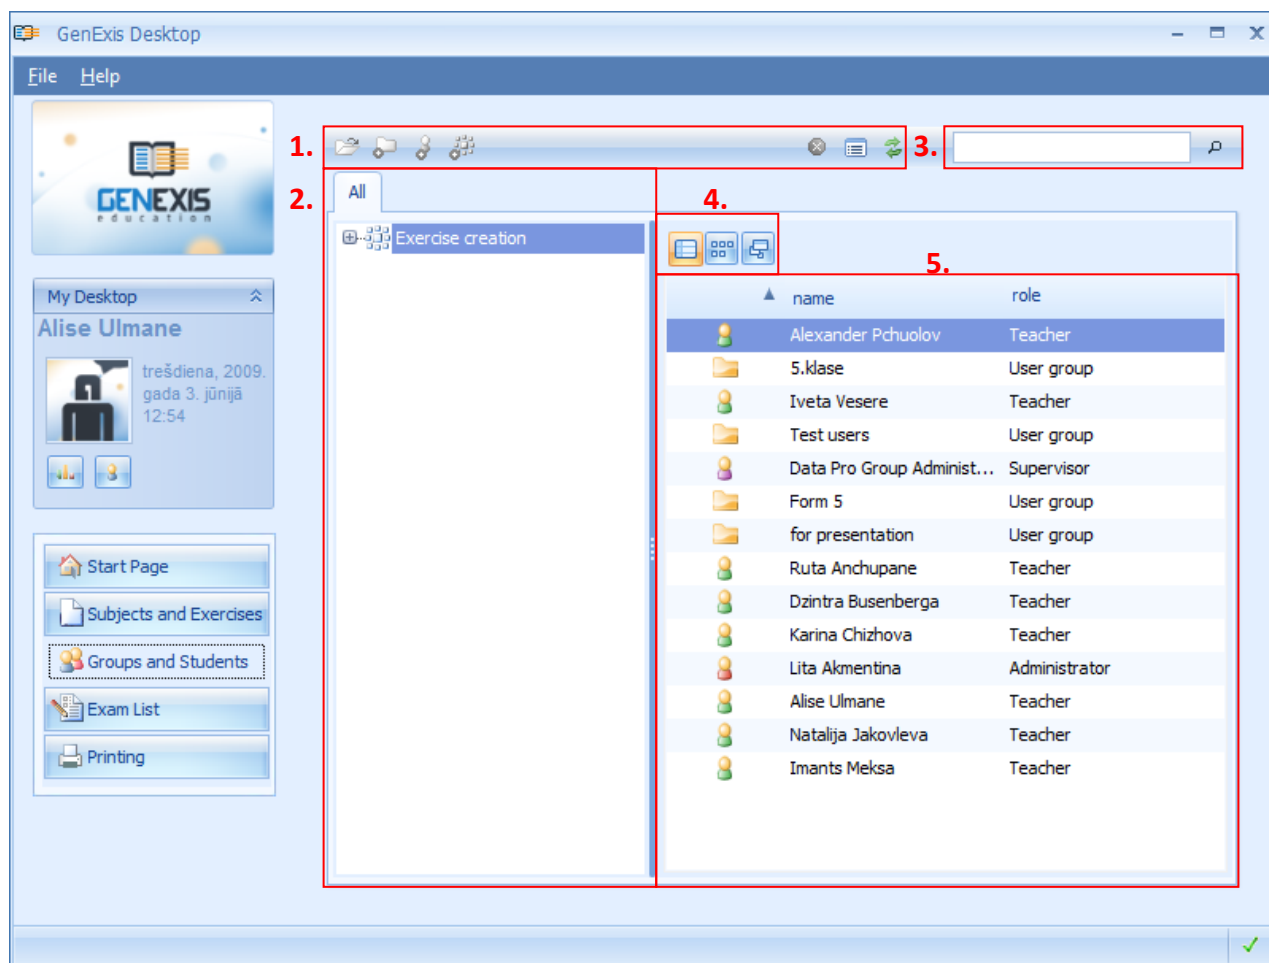 GenExis Desktop
File Help
GENEXIS
education
1.
3.
2.
All
4.
Exercise creation
5.
My Desktop
Alise Ulmane
trešdiena, 2009.
gada 3. jūnijā
12:54
name role
Alexander Pchuolov Teacher
5.klase User group
Iveta Vesere Teacher
Test users User group
Data Pro Group Administ... Supervisor
Form 5 User group
for presentation User group
Ruta Anchupane Teacher
Dzintra Busenberga Teacher
Karina Chizhova Teacher
Lita Akmentina Administrator
Alise Ulmane Teacher
Natalija Jakovleva Teacher
Imants Meksa Teacher
Start Page
Subjects and Exercises
Groups and Students
Exam List
Printing